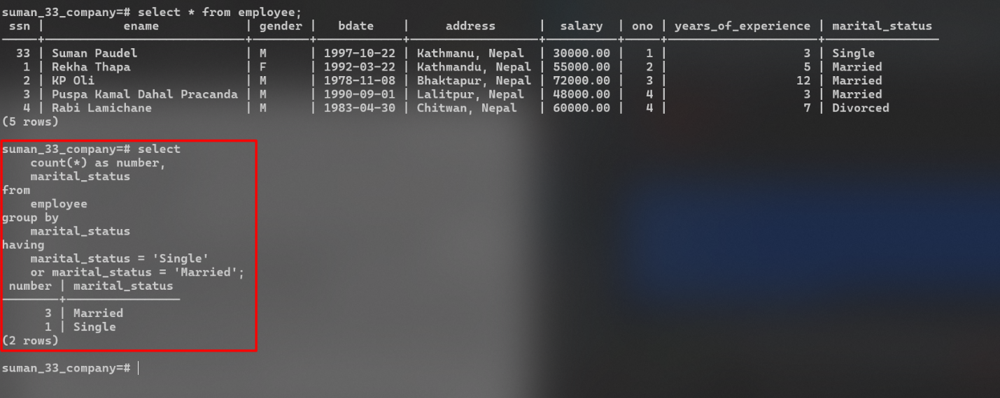 suman_33_company=# select * from employee;
 ssn |           ename            | gender |   bdate    |      address       |  salary  | ono | years_of_experience | marital_status
  33 | Suman Paudel               | M      | 1997-10-22 | Kathmanu, Nepal    | 30000.00 |   1 |                   3 | Single
   1 | Rekha Thapa                | F      | 1992-03-22 | Kathmandu, Nepal   | 55000.00 |   2 |                   5 | Married
   2 | KP Oli                     | M      | 1978-11-08 | Bhaktapur, Nepal   | 72000.00 |   3 |                  12 | Married
   3 | Puspa Kamal Dahal Pracanda | M      | 1990-09-01 | Lalitpur, Nepal    | 48000.00 |   4 |                   3 | Married
   4 | Rabi Lamichane             | M      | 1983-04-30 | Chitwan, Nepal     | 60000.00 |   4 |                   7 | Divorced
(5 rows)
suman_33_company=# select
    count(*) as number,
    marital_status
from
    employee
group by
    marital_status
having
    marital_status = 'Single'
    or marital_status = 'Married';
 number | marital_status
      3 | Married
      1 | Single
(2 rows)
suman_33_company=#